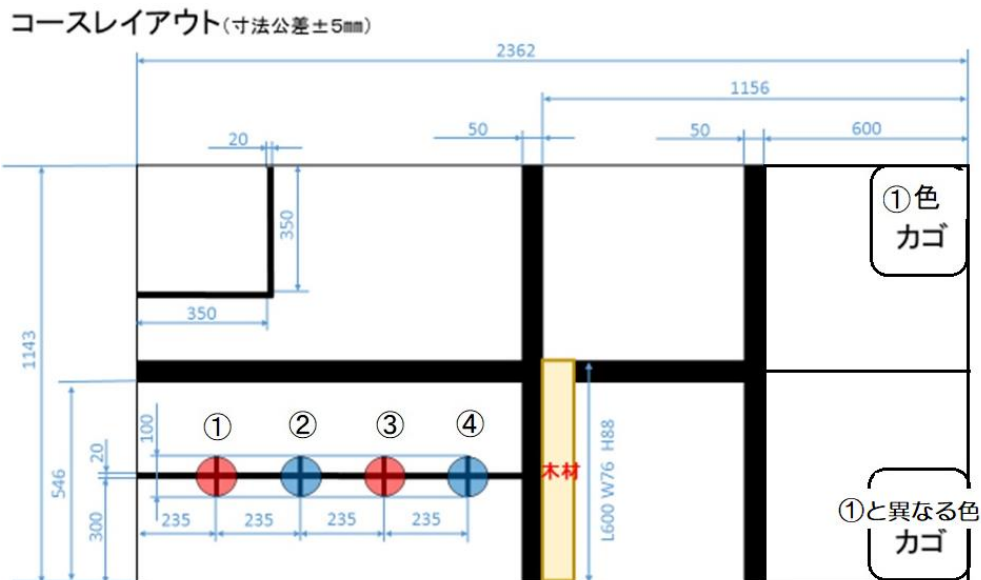 コースレイアウト(寸法公差±5㎜)
2362
1156
50
50
600
20
350
350
1143
①色
カゴ
① ② ③ ④
100
20
546
300
235 235 235 235
木材
L600 W76 H88
①と異なる色
カゴ